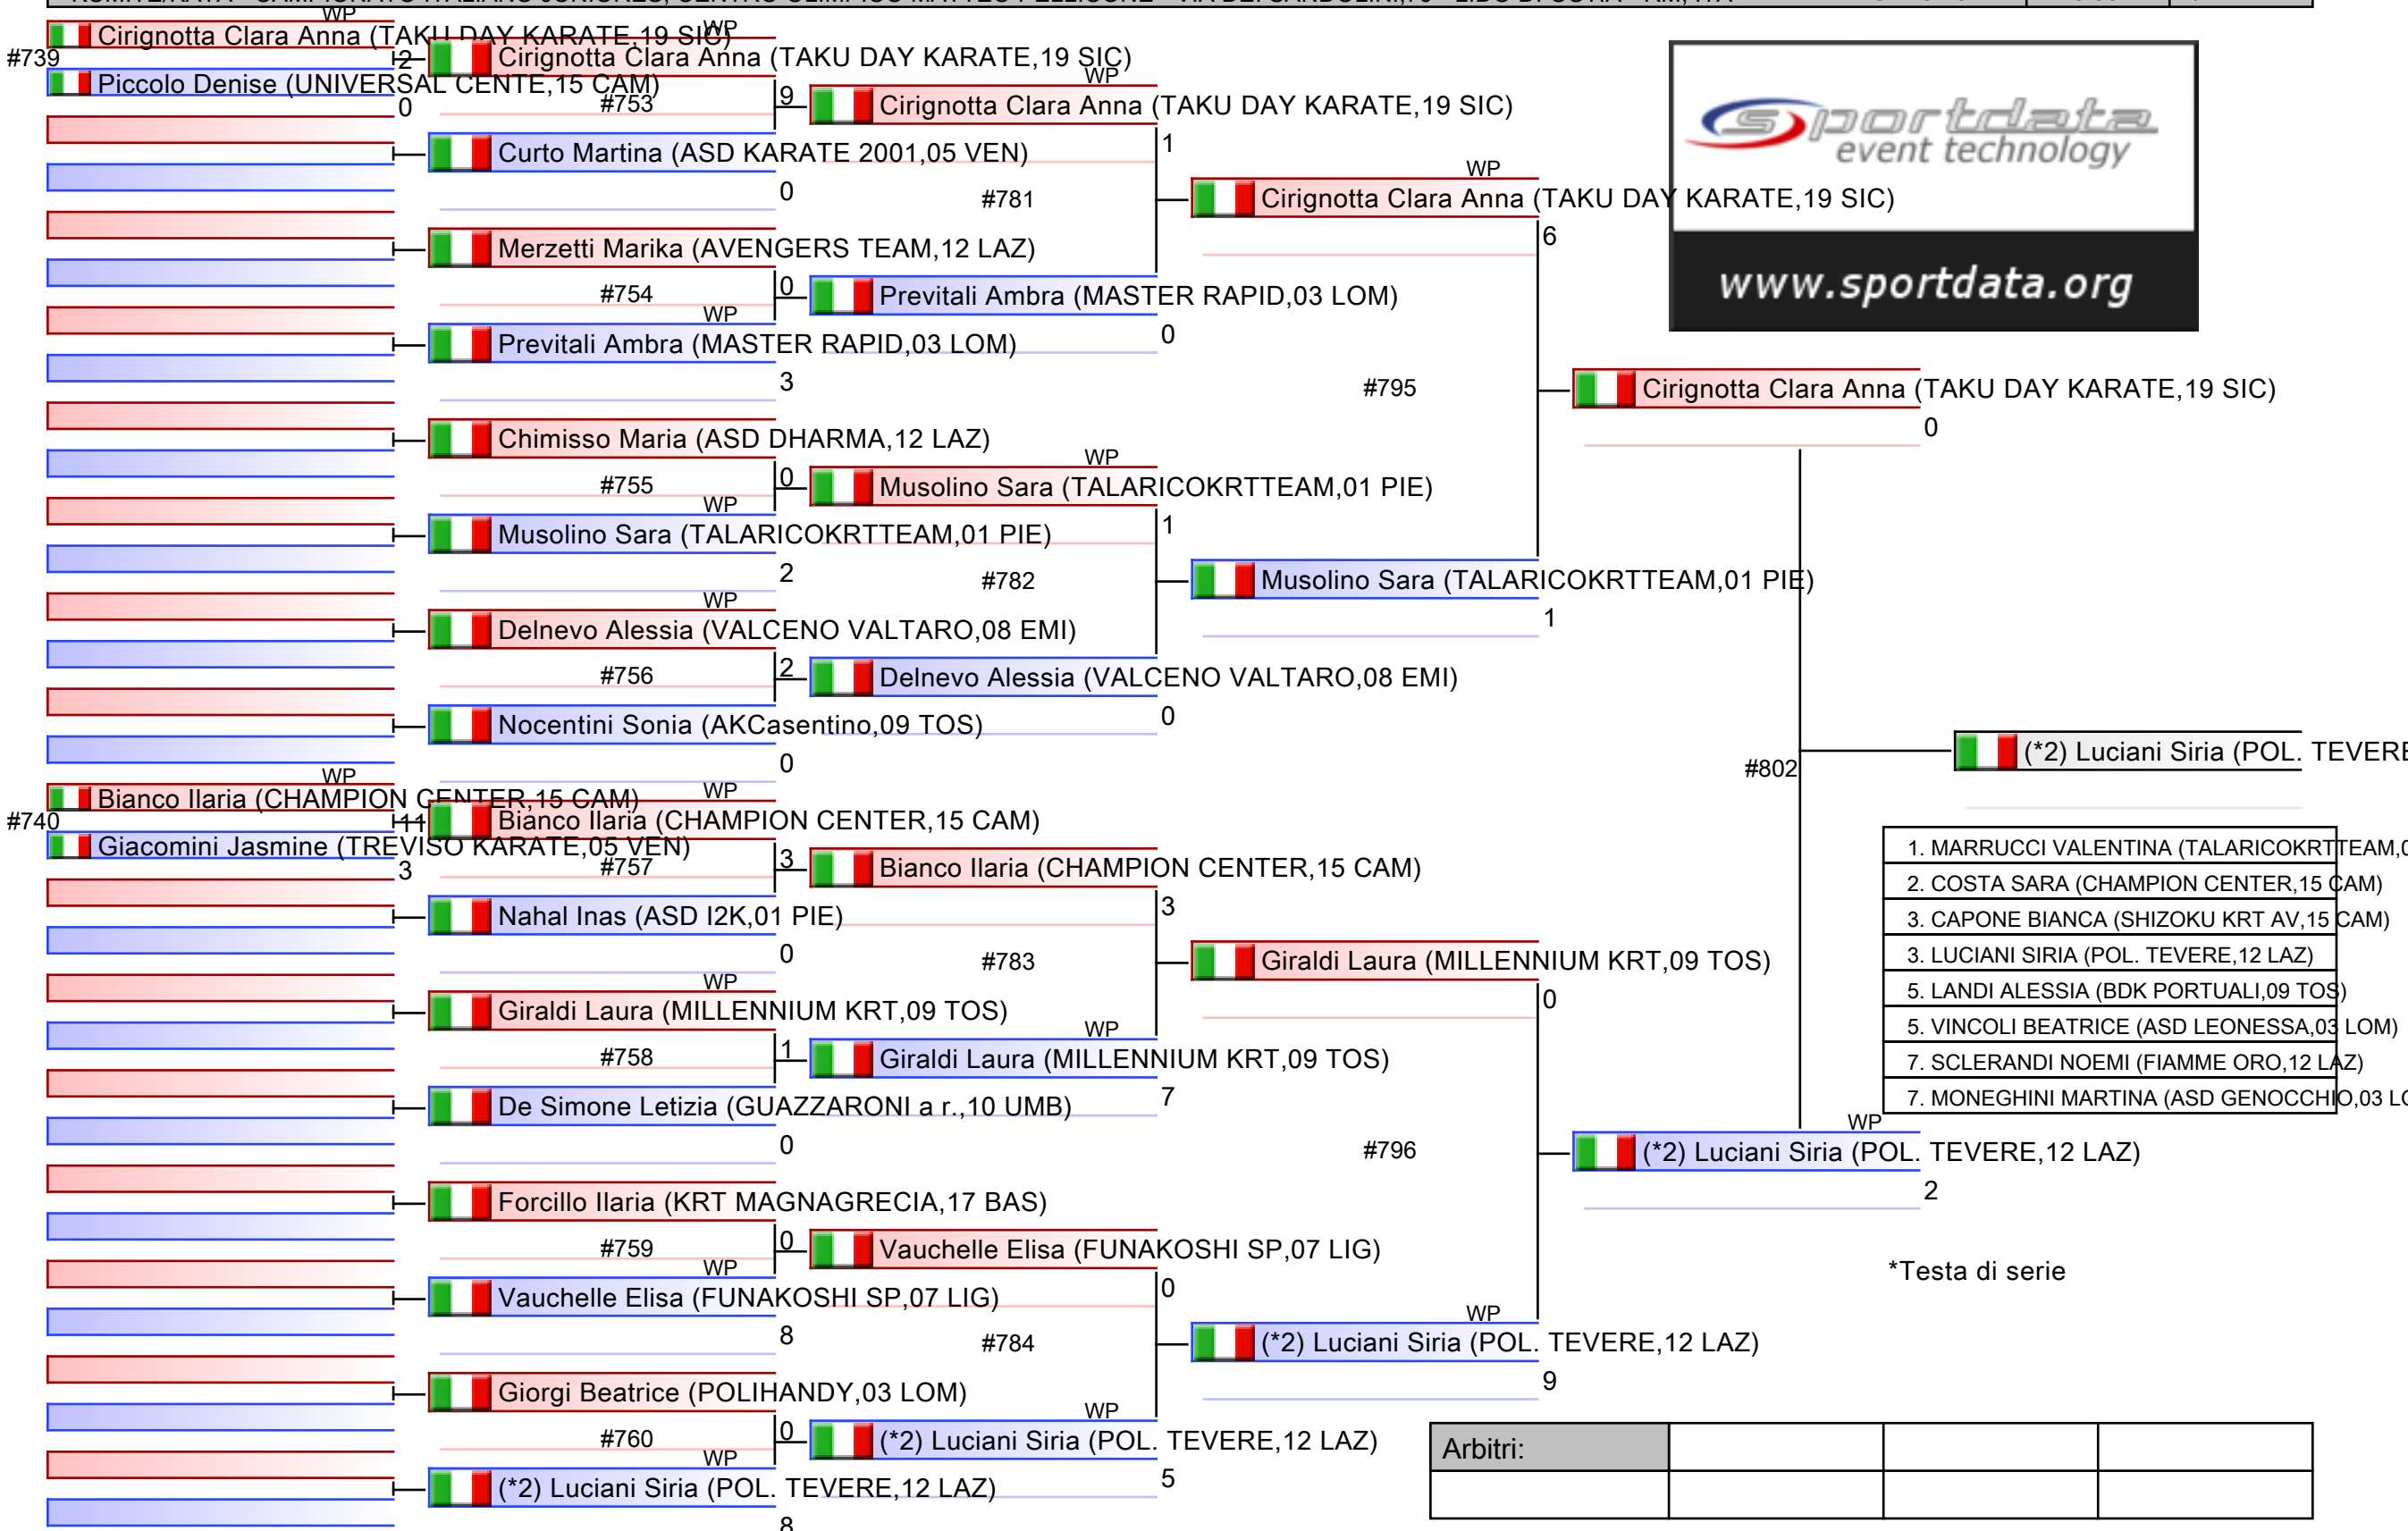 WP
Cirignotta Clara Anna (TAKU DAY KARATE,19 SIC)
#739
2
Piccolo Denise (UNIVERSAL CENTE,15 CAM)
0
WP
Cirignotta Clara Anna (TAKU DAY KARATE,19 SIC)
#753
9
Curto Martina (ASD KARATE 2001,05 VEN)
0
Merzetti Marika (AVENGERS TEAM,12 LAZ)
#754
0
WP
Previtali Ambra (MASTER RAPID,03 LOM)
3
Chimisso Maria (ASD DHARMA,12 LAZ)
#755
0
WP
Musolino Sara (TALARICOKRTTEAM,01 PIE)
2
WP
Delnevo Alessia (VALCENO VALTARO,08 EMI)
#756
2
Nocentini Sonia (AKCasentino,09 TOS)
0
WP
Bianco Ilaria (CHAMPION CENTER,15 CAM)
#740
11
Giacomini Jasmine (TREVISO KARATE,05 VEN)
3
WP
Bianco Ilaria (CHAMPION CENTER,15 CAM)
#757
3
Nahal Inas (ASD I2K,01 PIE)
0
WP
Giraldi Laura (MILLENNIUM KRT,09 TOS)
#758
1
De Simone Letizia (GUAZZARONI a r.,10 UMB)
0
Forcillo Ilaria (KRT MAGNAGRECIA,17 BAS)
#759
0
WP
Vauchelle Elisa (FUNAKOSHI SP,07 LIG)
8
Giorgi Beatrice (POLIHANDY,03 LOM)
#760
0
WP
(*2) Luciani Siria (POL. TEVERE,12 LAZ)
8
WP
Cirignotta Clara Anna (TAKU DAY KARATE,19 SIC)
1
#781
Previtali Ambra (MASTER RAPID,03 LOM)
0
WP
Musolino Sara (TALARICOKRTTEAM,01 PIE)
1
#782
Delnevo Alessia (VALCENO VALTARO,08 EMI)
0
Bianco Ilaria (CHAMPION CENTER,15 CAM)
3
#783
WP
Giraldi Laura (MILLENNIUM KRT,09 TOS)
7
Vauchelle Elisa (FUNAKOSHI SP,07 LIG)
0
#784
WP
(*2) Luciani Siria (POL. TEVERE,12 LAZ)
5
WP
Cirignotta Clara Anna (TAKU DAY KARATE,19 SIC)
6
#795
Musolino Sara (TALARICOKRTTEAM,01 PIE)
1
Giraldi Laura (MILLENNIUM KRT,09 TOS)
0
#796
WP
(*2) Luciani Siria (POL. TEVERE,12 LAZ)
9
Cirignotta Clara Anna (TAKU DAY KARATE,19 SIC)
0
#802
WP
(*2) Luciani Siria (POL. TEVERE,12 LAZ)
2
(*2) Luciani Siria (POL. TEVERE
sportdata
event technology
www.sportdata.org
1. MARRUCCI VALENTINA (TALARICOKRTTEAM,0
2. COSTA SARA (CHAMPION CENTER,15 CAM)
3. CAPONE BIANCA (SHIZOKU KRT AV,15 CAM)
3. LUCIANI SIRIA (POL. TEVERE,12 LAZ)
5. LANDI ALESSIA (BDK PORTUALI,09 TOS)
5. VINCOLI BEATRICE (ASD LEONESSA,03 LOM)
7. SCLERANDI NOEMI (FIAMME ORO,12 LAZ)
7. MONEGHINI MARTINA (ASD GENOCCHIO,03 LO
*Testa di serie
Arbitri: